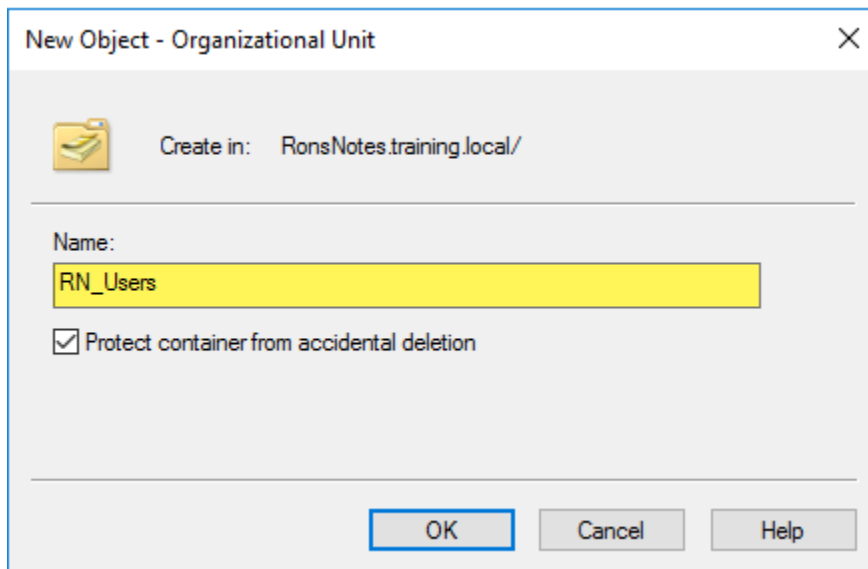 New Object - Organizational Unit
Create in: RonsNotes.training.local/
Name:
RN_Users
Protect container from accidental deletion
OK Cancel Help